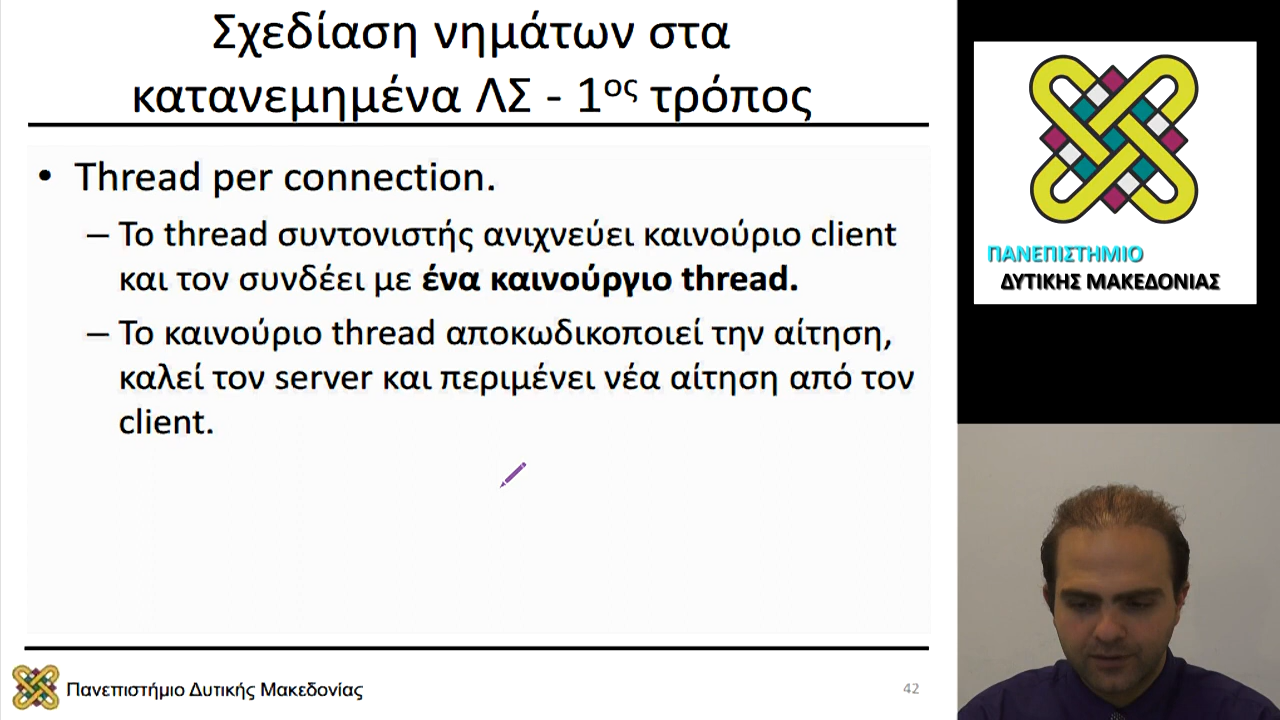 Σχεδίαση νημάτων στα
κατανεμημένα ΛΣ - 1ος τρόπος
• Thread per connection.
– Το thread συντονιστής ανιχνεύει καινούριο client
και τον συνδέει με ένα καινούργιο thread.
– Το καινούριο thread αποκωδικοποιεί την αίτηση,
καλεί τον server και περιμένει νέα αίτηση από τον
client.
Πανεπιστήμιο Δυτικής Μακεδονίας
42
ΠΑΝΕΠΙΣΤΗΜΙΟ
ΔΥΤΙΚΗΣ ΜΑΚΕΔΟΝΙΑΣ